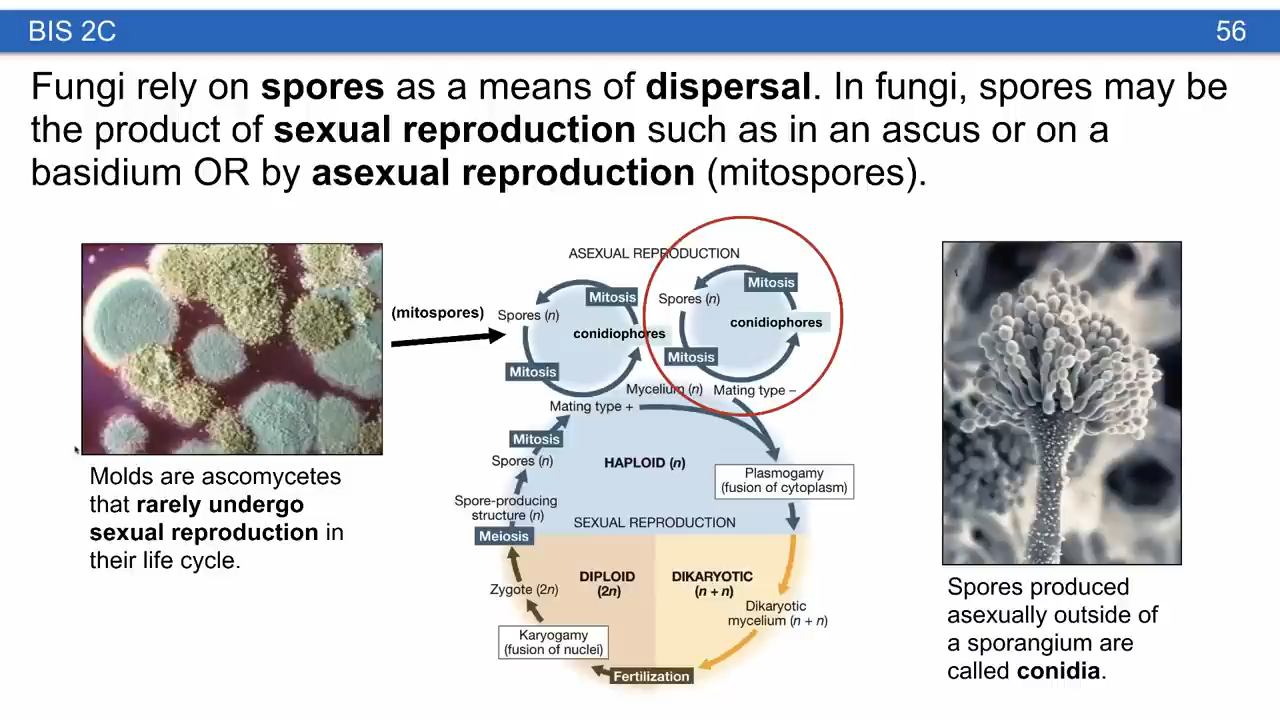 BIS 2C
56
Fungi rely on spores as a means of dispersal. In fungi, spores may be
the product of sexual reproduction such as in an ascus or on a
basidium OR by asexual reproduction (mitospores).
Molds are ascomycetes
that rarely undergo
sexual reproduction in
their life cycle.
(mitospores)
ASEXUAL REPRODUCTION
Mitosis
Spores (n)
conidiophores
Mitosis
Mitosis
Spores (n)
conidiophores
Mitosis
Mycelium (n)
Mating type –
Mating type +
Mitosis
Spores (n)
HAPLOID (n)
Plasmogamy
(fusion of cytoplasm)
Spore-producing
structure (n)
SEXUAL REPRODUCTION
Meiosis
DIPLOID
(2n)
DIKARYOTIC
(n + n)
Zygote (2n)
Dikaryotic
mycelium (n + n)
Karyogamy
(fusion of nuclei)
Fertilization
Spores produced
asexually outside of
a sporangium are
called conidia.